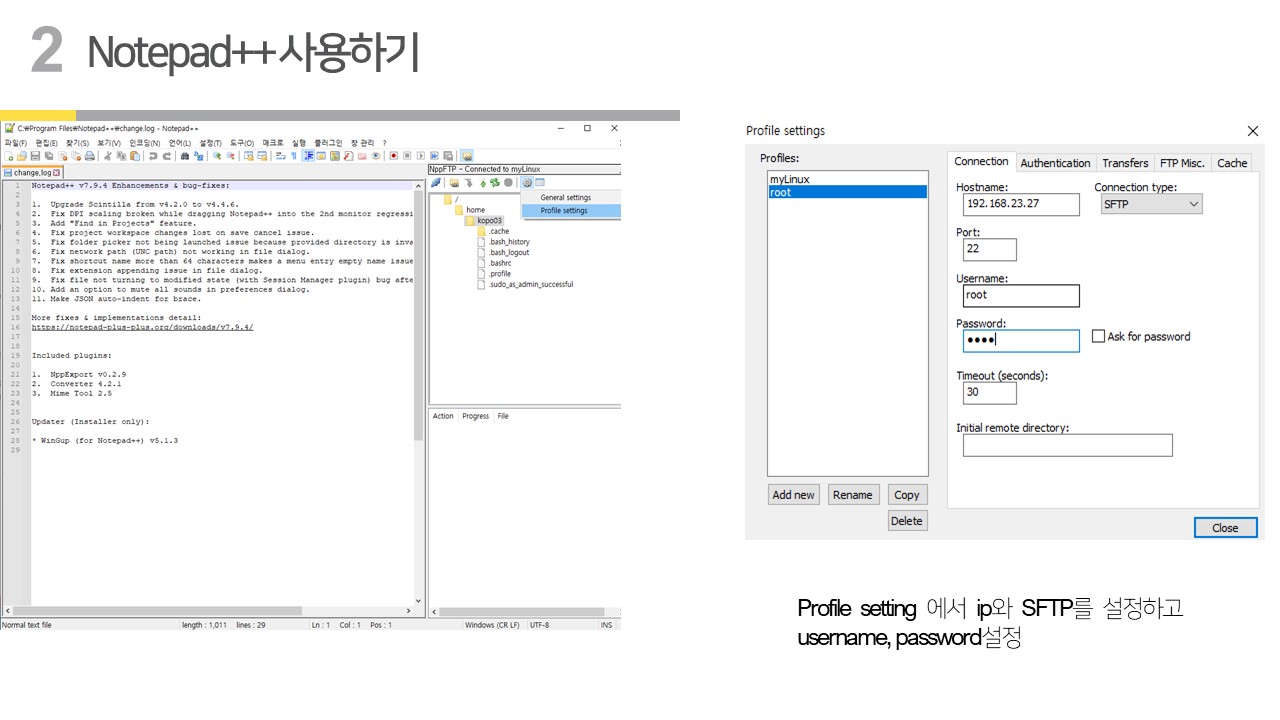 2 Notepad++ 사용하기
C:₩Program Files₩Notepad++₩change.log - Notepad++
파일(F) 편집(E) 찾기(S) 보기(V) 인코딩(N) 언어(L) 설정(T) 도구(O) 매크로 실행 플러그인 창 관리 ?
change.log
1 Notepad++ v7.9.4 Enhancements & bug-fixes:
2
3 1. Upgrade Scintilla from v4.2.0 to v4.4.6.
4 2. Fix DPI scaling broken while dragging Notepad++ into the 2nd monitor regressi
5 3. Add "Find in Projects" feature.
6 4. Fix project workspace changes lost on save cancel issue.
7 5. Fix folder picker not being launched issue because provided directory is inva
8 6. Fix network path (UNC path) not working in file dialog.
9 7. Fix shortcut name more than 64 characters makes a menu entry empty name issue
10 8. Fix extension appending issue in file dialog.
11 9. Fix file not turning to modified state (with Session Manager plugin) bug afte
12 10. Add an option to mute all sounds in preferences dialog.
13 11. Make JSON auto-indent for brace.
14
15 More fixes & implementations detail:
16 https://notepad-plus-plus.org/downloads/v7.9.4/
17
18
19 Included plugins:
20
21 1. NppExport v0.2.9
22 2. Converter 4.2.1
23 3. Mime Tool 2.5
24
25
26 Updater (Installer only):
27
28 * WinGup (for Notepad++) v5.1.3
29
Normal text file length : 1,011 lines : 29 Ln : 1 Col : 1 Pos : 1 Windows (CR LF) UTF-8 INS
NppFTP - Connected to myLinux
General settings
Profile settings
/
home
kopo03
.cache
.bash_history
.bash_logout
.bashrc
.profile
.sudo_as_admin_successful
Action Progress File
Profile settings
Profiles:
myLinux
root
Add new Rename Copy
Delete
Connection Authentication Transfers FTP Misc. Cache
Hostname: Connection type:
192.168.23.27 SFTP
Port:
22
Username:
root
Password:
●●●● Ask for password
Timeout (seconds):
30
Initial remote directory:
Close
Profile setting 에서 ip와 SFTP를 설정하고
username, password설정